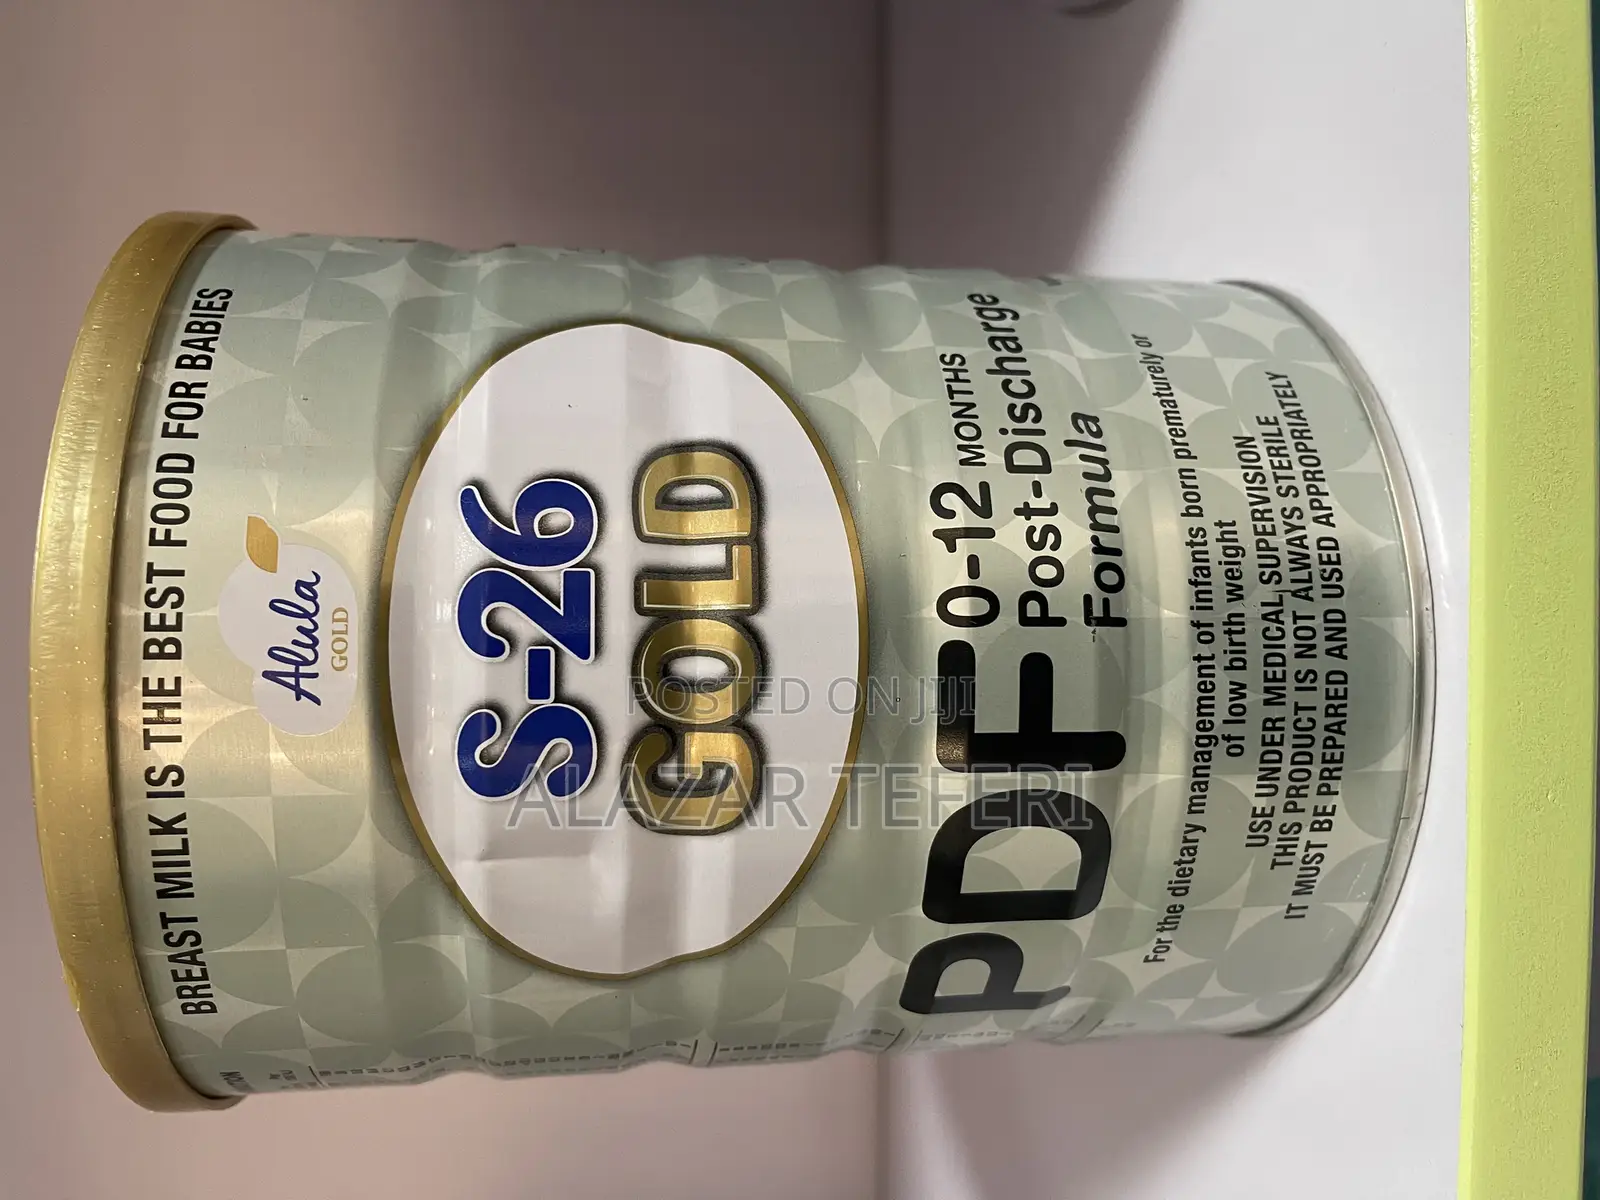 BREAST MILK IS THE BEST FOOD FOR BABIES
Alula
GOLD
S-26
GOLD
PDF 0-12 MONTHS
Post-Discharge
Formula
For the dietary management of infants born prematurely or
of low birth weight
USE UNDER MEDICAL SUPERVISION
THIS PRODUCT IS NOT ALWAYS STERILE
IT MUST BE PREPARED AND USED APPROPRIATELY
POSTED ON JIJI
ALAZAR TEFERI